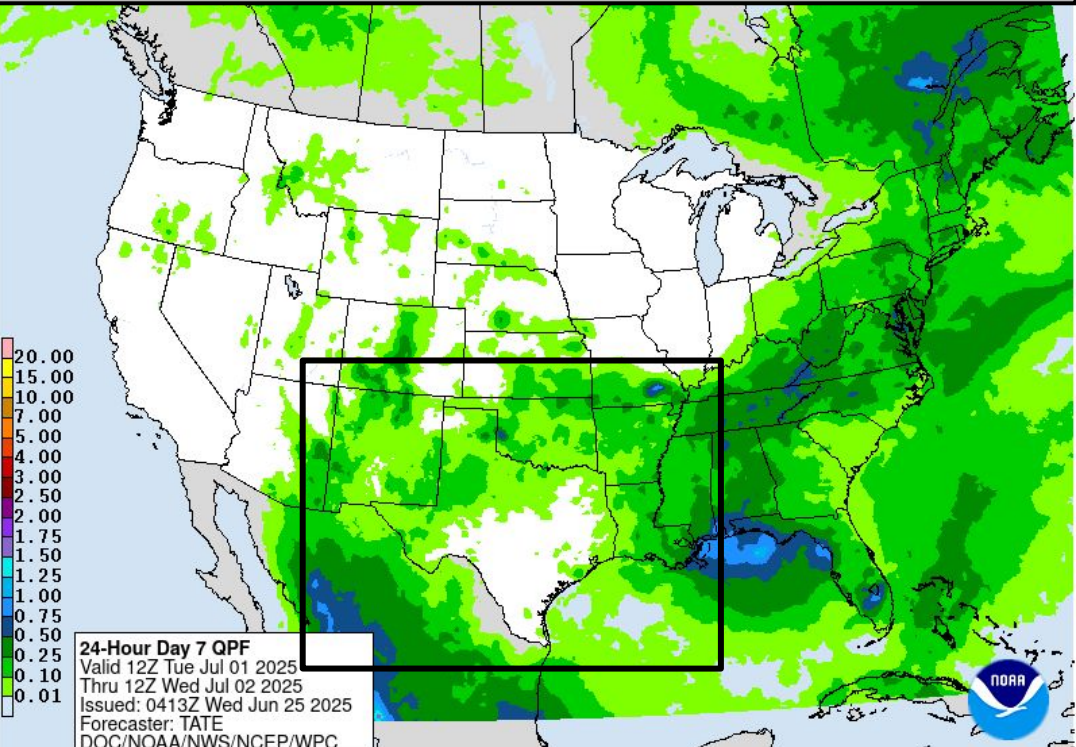 20.00
15.00
10.00
7.00
5.00
4.00
3.00
2.50
2.00
1.75
1.50
1.25
1.00
0.75
0.50
0.25
0.10
0.01
24-Hour Day 7 QPF
Valid 12Z Tue Jul 01 2025
Thru 12Z Wed Jul 02 2025
Issued: 0413Z Wed Jun 25 2025
Forecaster: TATE
DOC/NOAA/NWS/NCEP/WPC
NOAA